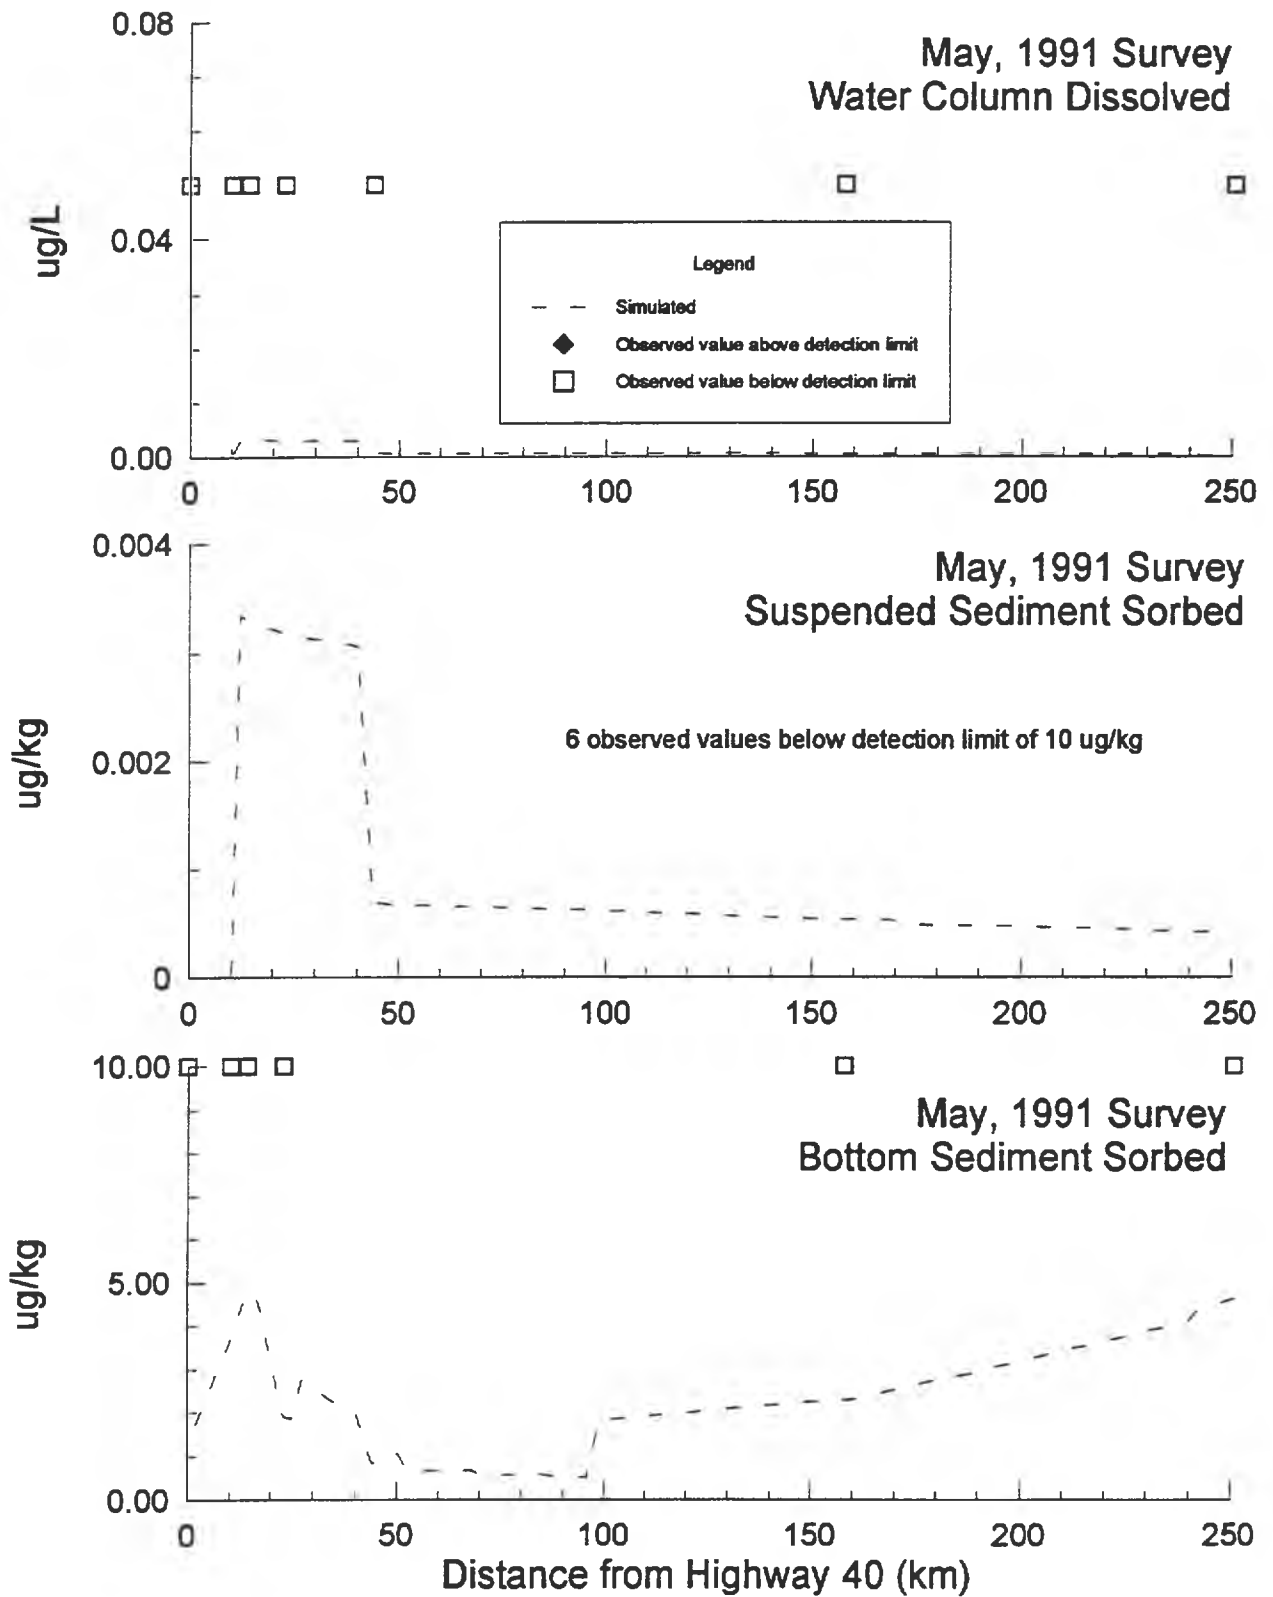 0.08
May, 1991 Survey
Water Column Dissolved
ug/L
0.04
Legend
Simulated
Observed value above detection limit
Observed value below detection limit
0.00
0 50 100 150 200 250
0.004
May, 1991 Survey
Suspended Sediment Sorbed
ug/kg
6 observed values below detection limit of 10 ug/kg
0.002
0
0 50 100 150 200 250
10.00
May, 1991 Survey
Bottom Sediment Sorbed
ug/kg
5.00
0.00
0 50 100 150 200 250
Distance from Highway 40 (km)